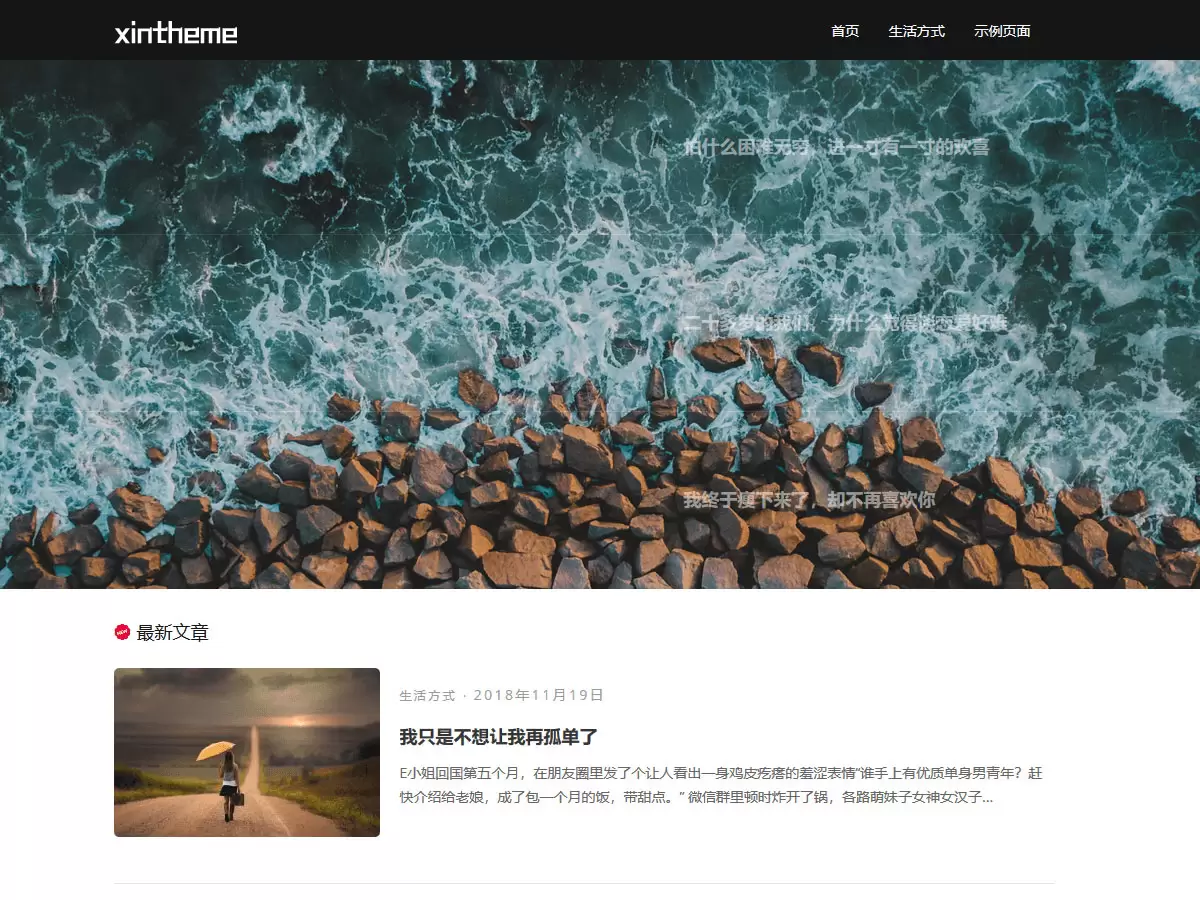 xintheme
首页 生活方式 示例页面
怕什么困难无穷，进一寸有一寸的欢喜
二十多岁的我们，为什么觉得谈恋爱好难
我终于瘦下来了，却不再喜欢你
NEW 最新文章
生活方式 · 2018年11月19日
我只是不想让我再孤单了
E小姐回国第五个月，在朋友圈里发了个让人看出一身鸡皮疙瘩的羞涩表情“谁手上有优质单身男青年？赶
快介绍给老娘，成了包一个月的饭，带甜点。” 微信群里顿时炸开了锅，各路萌妹子女神女汉子...